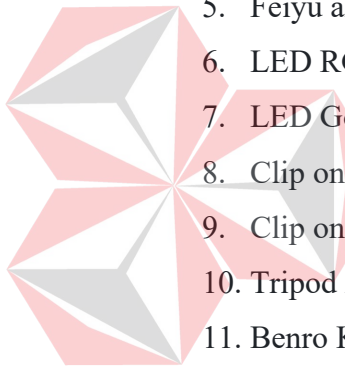 5. Feiyu a
6. LED R
7. LED G
8. Clip on
9. Clip on
10. Tripod
11. Benro K